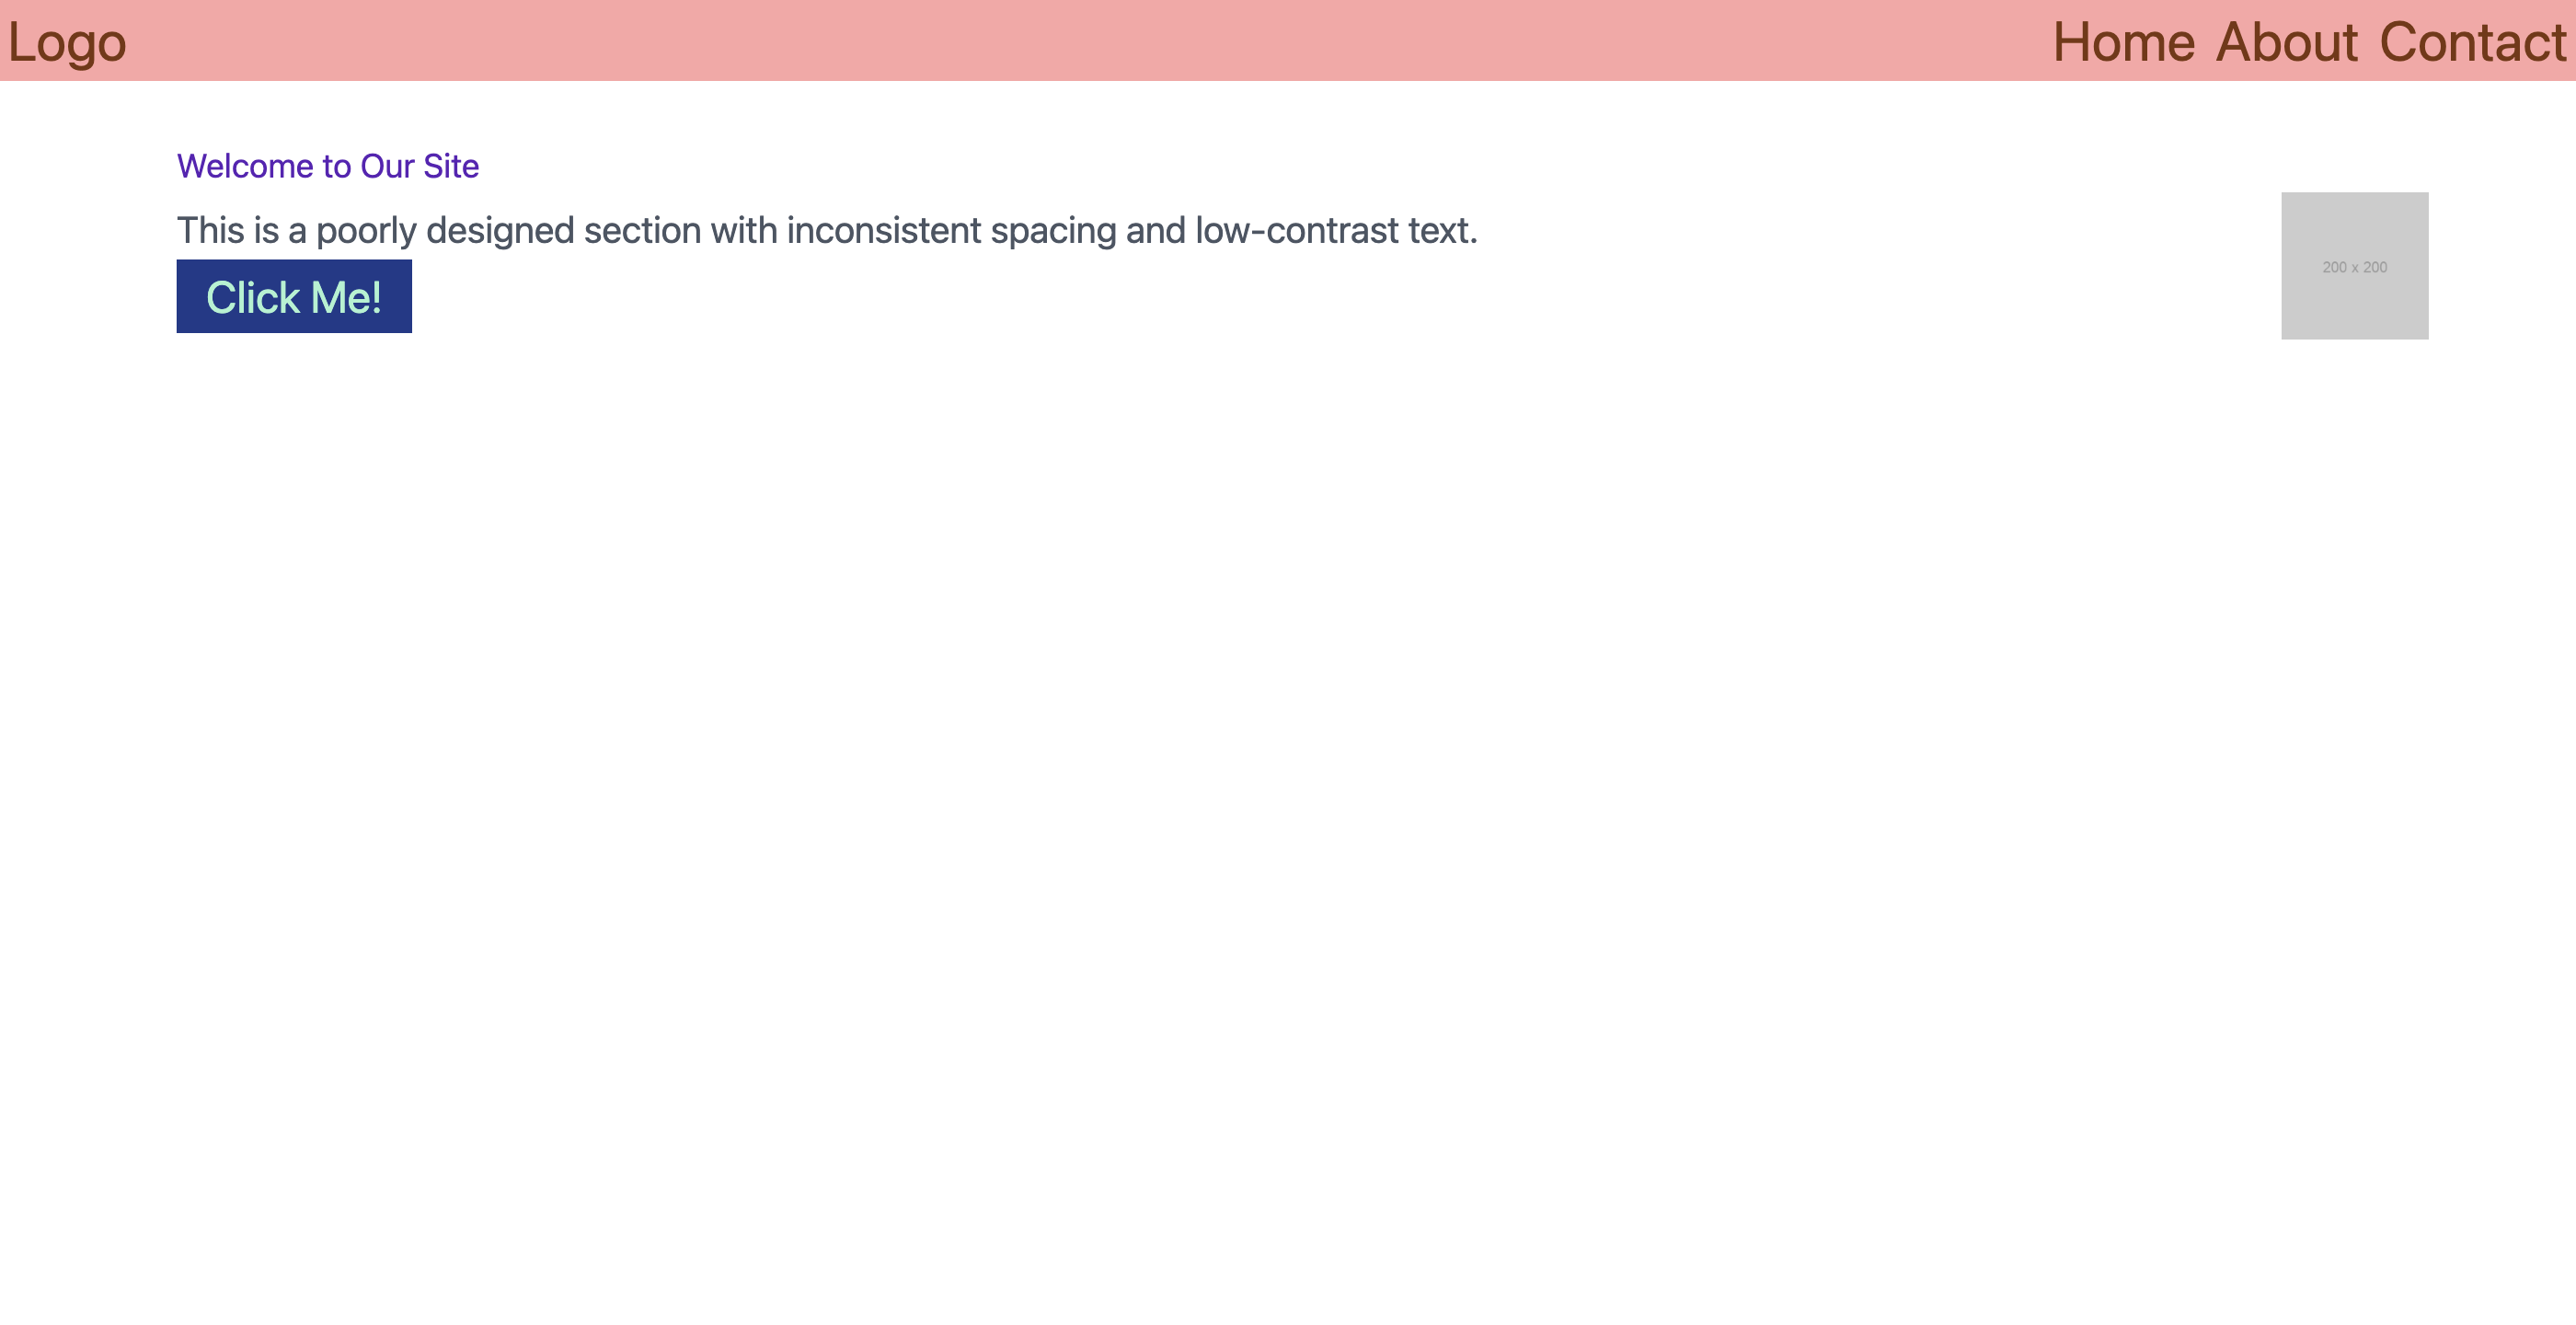 Logo Home About Contact
Welcome to Our Site
This is a poorly designed section with inconsistent spacing and low-contrast text.
200 x 200
Click Me!